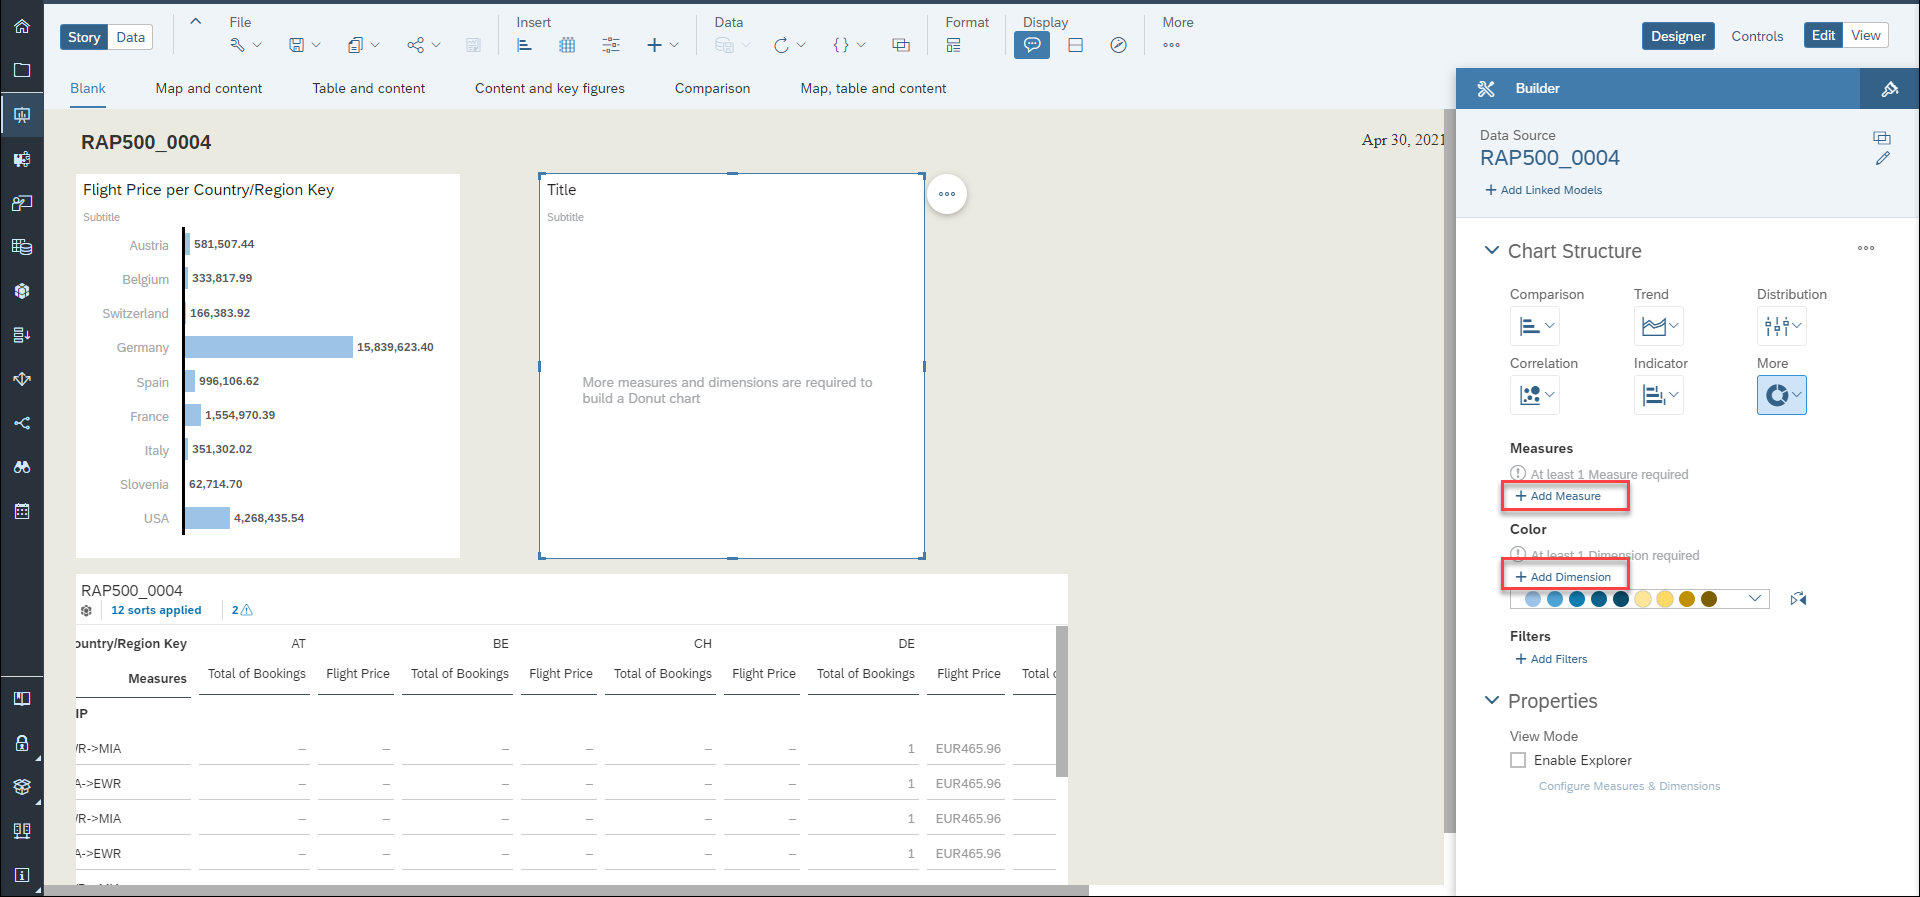 Story
Data
File
Insert
Data
Format
Display
More
Designer
Controls
Edit
View
Blank
Map and content
Table and content
Content and key figures
Comparison
Map, table and content
RAP500_0004
Apr 30, 2021
Flight Price per Country/Region Key
Subtitle
Austria 581,507.44
Belgium 333,817.99
Switzerland 166,383.92
Germany 15,839,623.40
Spain 996,106.62
France 1,554,970.39
Italy 351,302.02
Slovenia 62,714.70
USA 4,268,435.54
Title
Subtitle
More measures and dimensions are required to
build a Donut chart
RAP500_0004
12 sorts applied 2
ountry/Region Key AT BE CH DE
Measures Total of Bookings Flight Price Total of Bookings Flight Price Total of Bookings Flight Price Total of Bookings Flight Price Total o
IP
R->MIA – – – – – – 1 EUR465.96
A->EWR – – – – – – 1 EUR465.96
R->MIA – – – – – – 1 EUR465.96
A->EWR – – – – – – 1 EUR465.96
Builder
Data Source
RAP500_0004
+ Add Linked Models
Chart Structure
Comparison Trend Distribution
Correlation Indicator More
Measures
At least 1 Measure required
+ Add Measure
Color
At least 1 Dimension required
+ Add Dimension
Filters
+ Add Filters
Properties
View Mode
Enable Explorer
Configure Measures & Dimensions